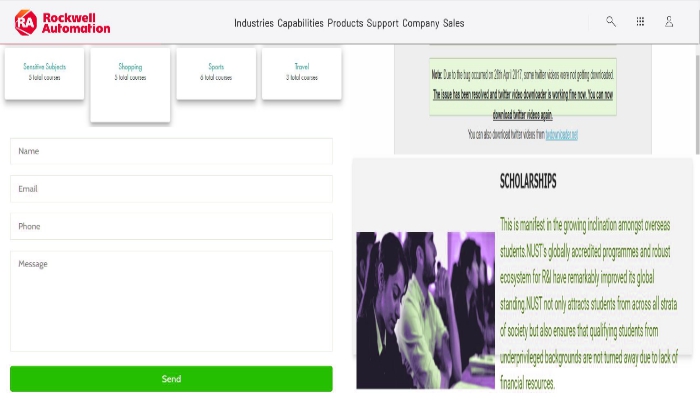 Rockwell
Automation
Industries Capabilities Products Support Company Sales
Sensitive Subjects
5 total courses
Shopping
5 total courses
Sports
6 total courses
Travel
3 total courses
Name
Email
Phone
Message
Send
Note: Due to the bug occurred on 26th April 2017, some twitter videos were not getting downloaded.
The issue has been resolved and twitter video downloader is working fine now. You can now
download twitter videos again.
You can also download twitter videos from twdownloader.net
SCHOLARSHIPS
This is manifest in the growing inclination amongst overseas
students.NUST's globally accredited programmes and robust
ecosystem for R&I have remarkably improved its global
standing.NUST not only attracts students from across all strata
of society but also ensures that qualifying students from
underprivileged backgrounds are not turned away due to lack of
financial resources.